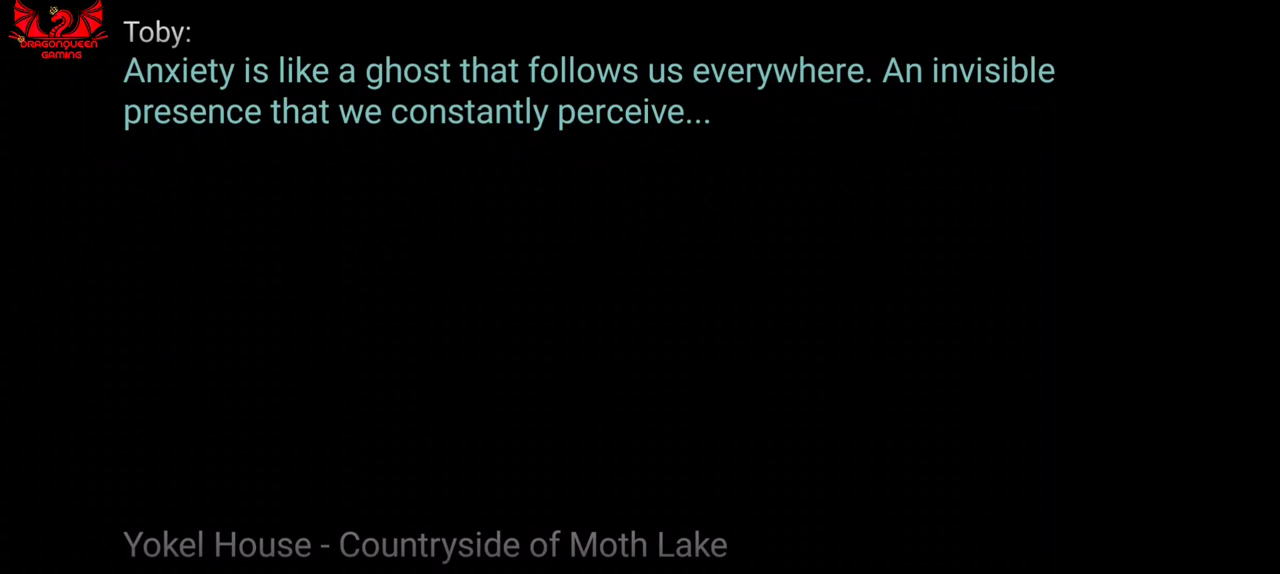 DRAGONQUEEN
GAMING
Toby:
Anxiety is like a ghost that follows us everywhere. An invisible
presence that we constantly perceive...
Yokel House - Countryside of Moth Lake